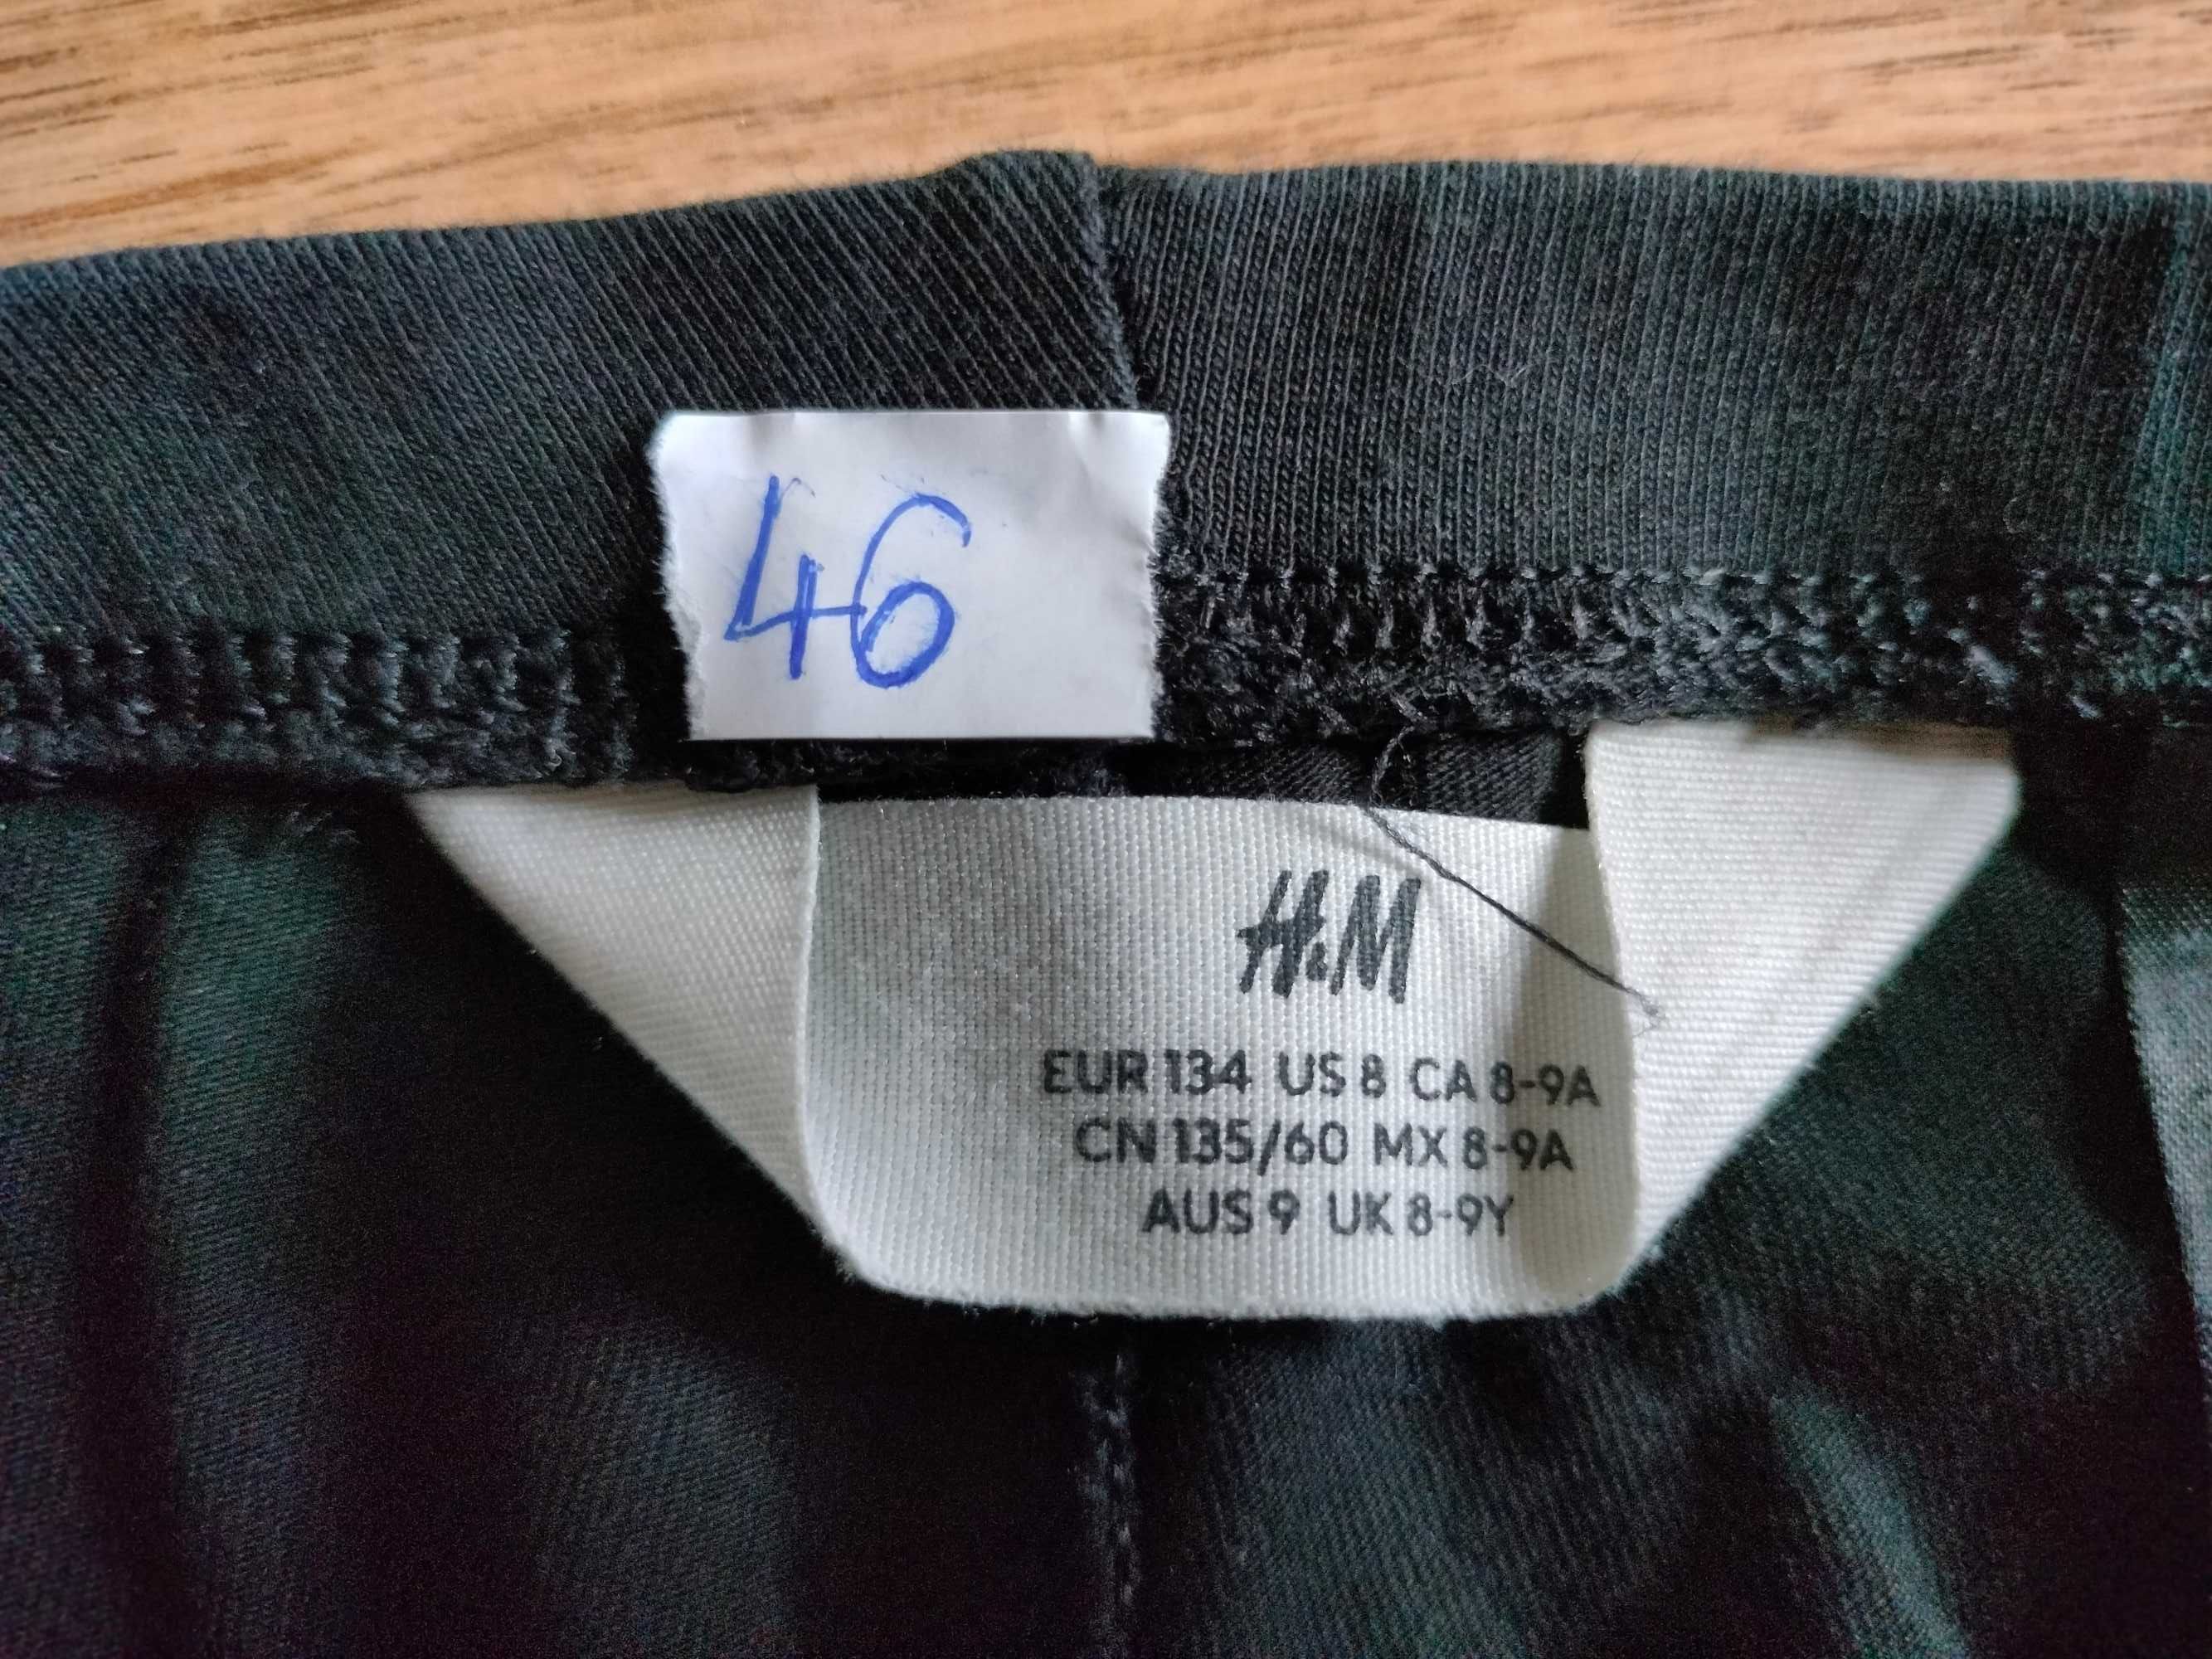 46
H&M
EUR 134 US 8 CA 8-9A
CN 135/60 MX 8-9A
AUS 9 UK 8-9Y